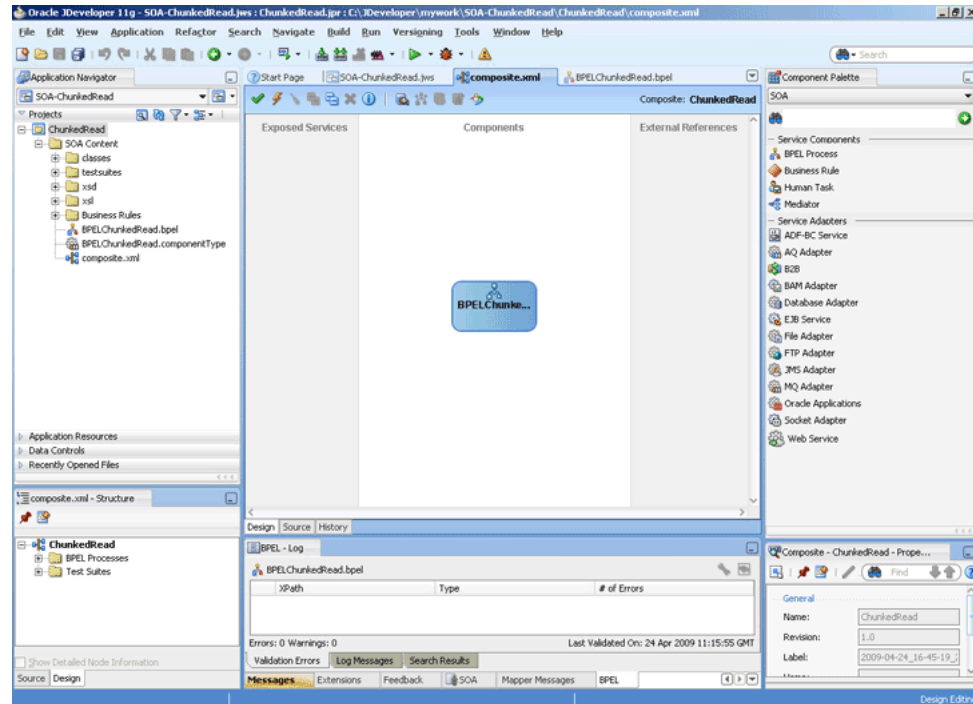 Oracle JDeveloper 11g - SOA-ChunkedRead.jws : ChunkedRead.jpr : C:\JDeveloper\mywork\SOA-ChunkedRead\ChunkedRead\composite.xml
File Edit View Application Refactor Search Navigate Build Run Versioning Tools Window Help
Search
Application Navigator
SOA-ChunkedRead
Projects
ChunkedRead
SOA Content
classes
testsuites
xsd
xsl
Business Rules
BPELChunkedRead.bpel
BPELChunkedRead.componentType
composite.xml
Application Resources
Data Controls
Recently Opened Files
composite.xml - Structure
ChunkedRead
BPEL Processes
Test Suites
Show Detailed Node Information
Source Design
Start Page SOA-ChunkedRead.jws composite.xml BPELChunkedRead.bpel
Composite: ChunkedRead
Exposed Services Components External References
BPELChunke...
Design Source History
BPEL - Log
BPELChunkedRead.bpel
XPath Type # of Errors
Errors: 0 Warnings: 0 Last Validated On: 24 Apr 2009 11:15:55 GMT
Validation Errors Log Messages Search Results
Messages Extensions Feedback SOA Mapper Messages BPEL
Component Palette
SOA
Service Components
BPEL Process
Business Rule
Human Task
Mediator
Service Adapters
ADF-BC Service
AQ Adapter
B2B
BAM Adapter
Database Adapter
EJB Service
File Adapter
FTP Adapter
JMS Adapter
MQ Adapter
Oracle Applications
Socket Adapter
Web Service
Composite - ChunkedRead - Prope...
Find
General
Name: ChunkedRead
Revision: 1.0
Label: 2009-04-24_16-45-19_
Design Editin